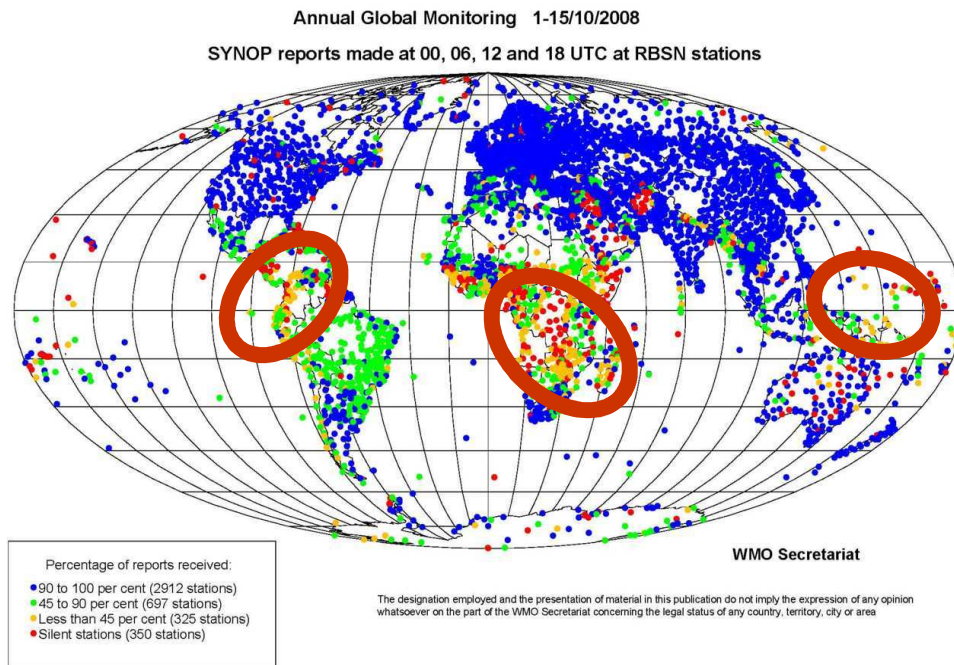 Annual Global Monitoring 1-15/10/2008
SYNOP reports made at 00, 06, 12 and 18 UTC at RBSN stations
WMO Secretariat
Percentage of reports received:
90 to 100 per cent (2912 stations)
45 to 90 per cent (697 stations)
Less than 45 per cent (325 stations)
Silent stations (350 stations)
The designation employed and the presentation of material in this publication do not imply the expression of any opinion
whatsoever on the part of the WMO Secretariat concerning the legal status of any country, territory, city or area